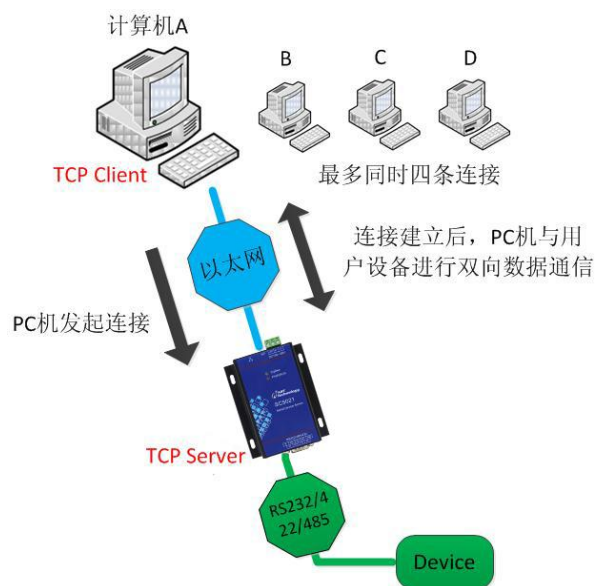 计算机A
B
C
D
TCP Client
最多同时四条连接
以太网
连接建立后，PC机与用
户设备进行双向数据通信
PC机发起连接
TCP Server
RS232/4
22/485
Device